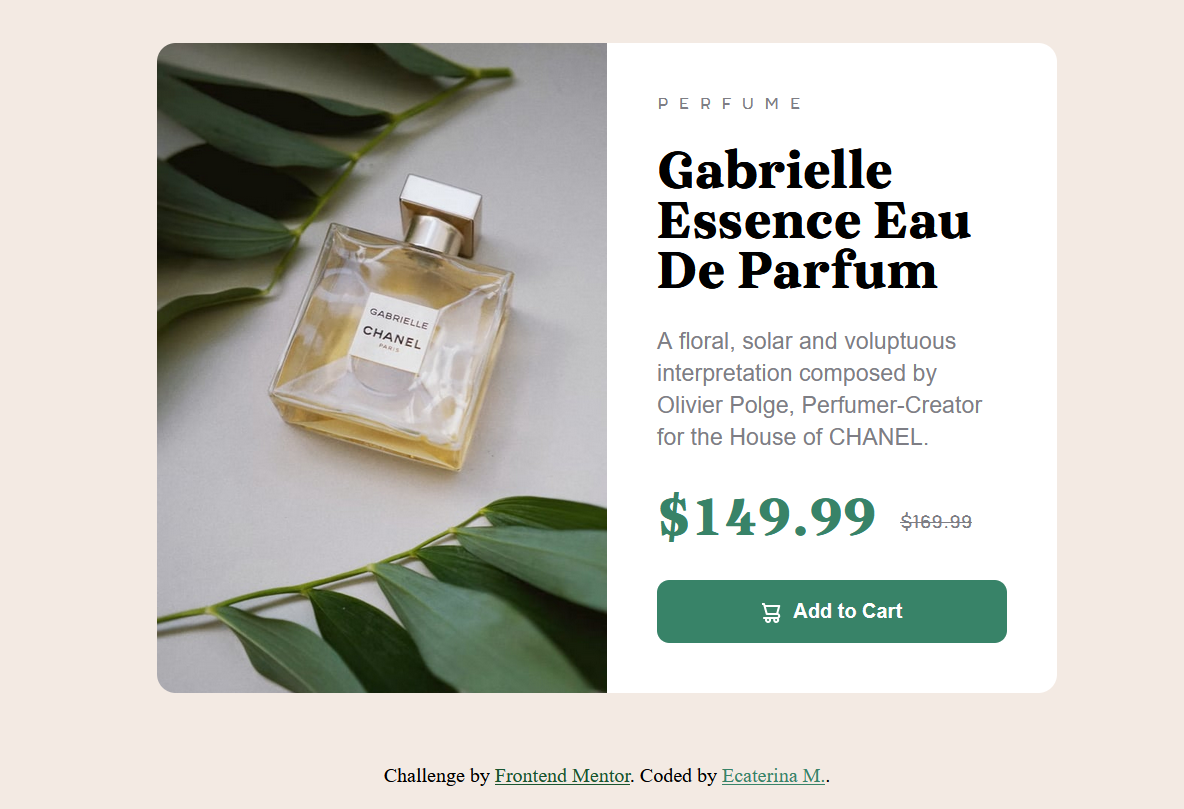 GABRIELLE
CHANEL
PARIS
PERFUME
Gabrielle
Essence Eau
De Parfum
A floral, solar and voluptuous
interpretation composed by
Olivier Polge, Perfumer-Creator
for the House of CHANEL.
$149.99 $169.99
Add to Cart
Challenge by Frontend Mentor. Coded by Ecaterina M..